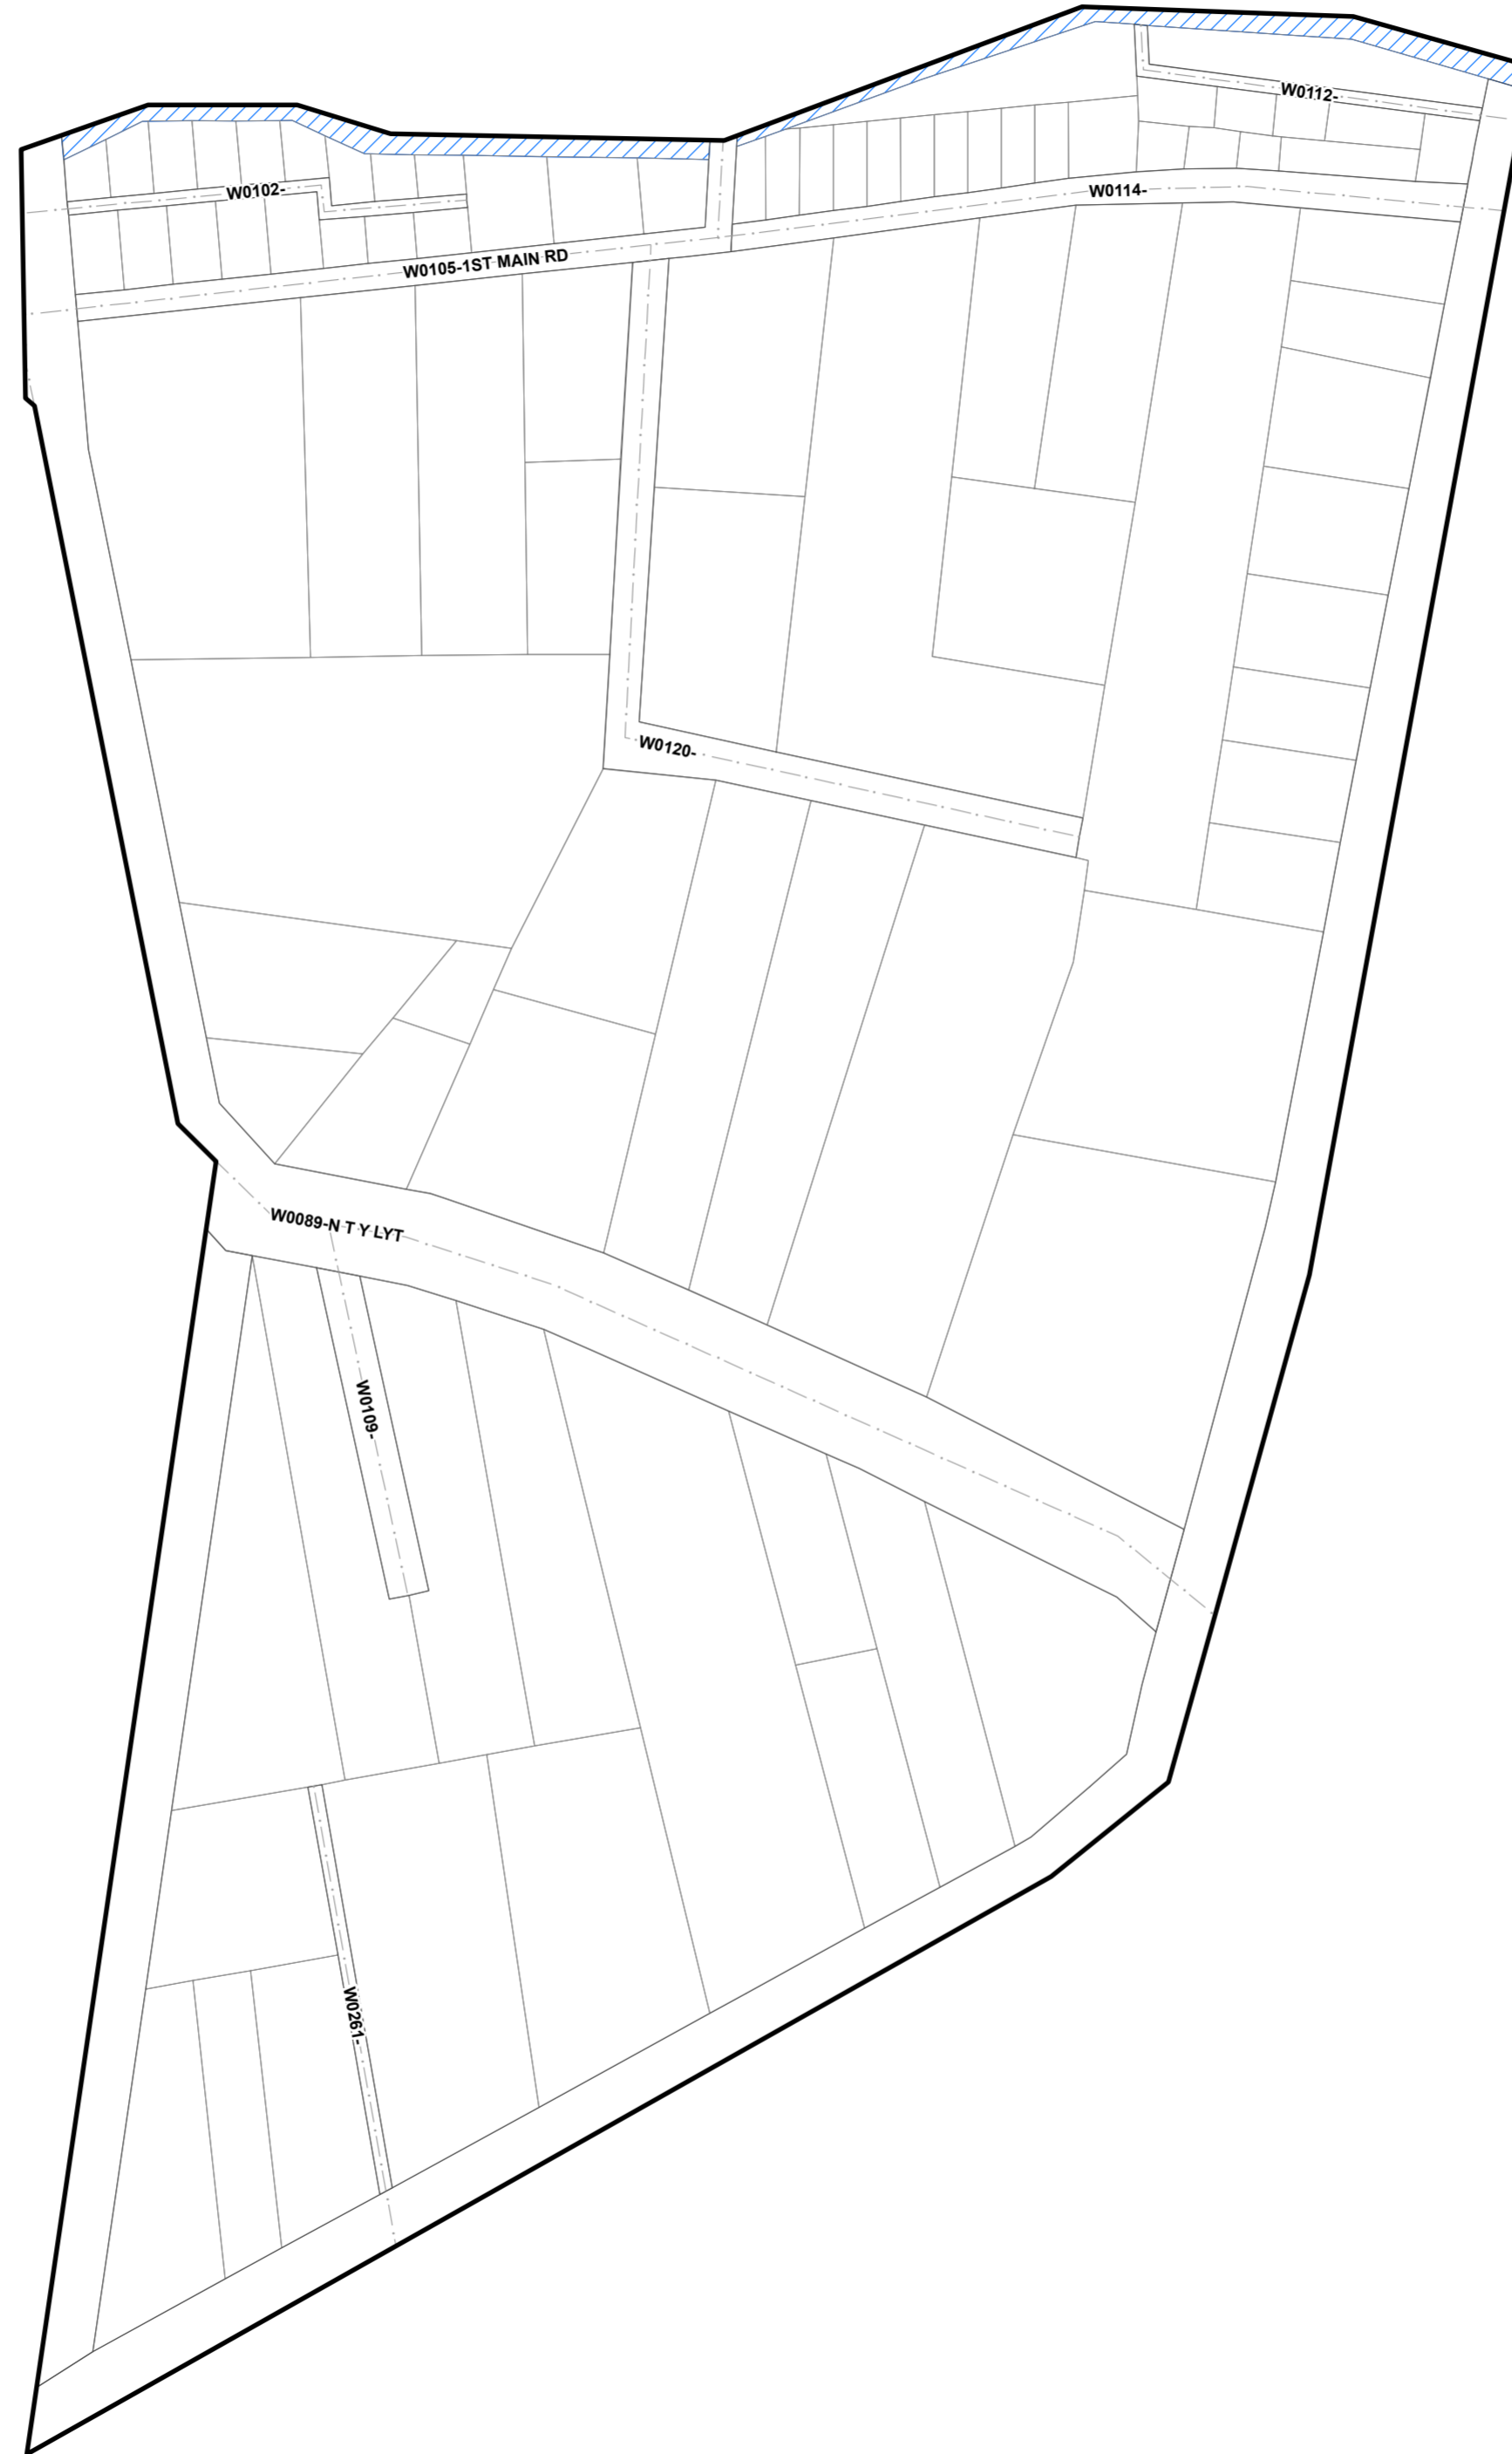 W0112-
W0102-
W0114-
W0105-1ST MAIN RD
W0120-
W0089-N T Y LYT
W0109-
W0261-